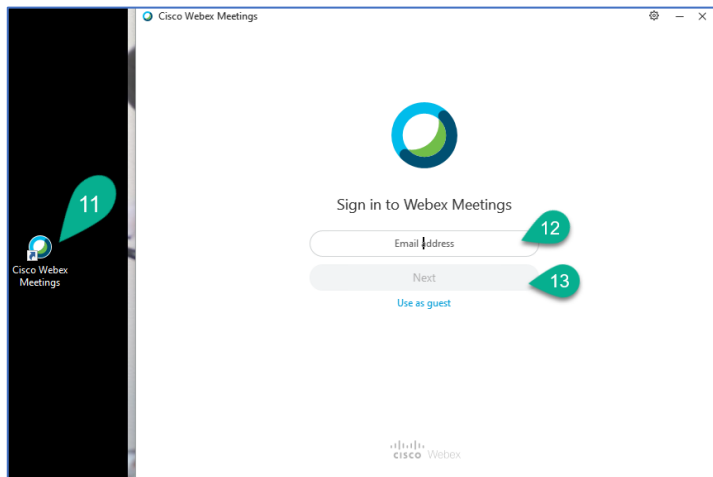 Cisco Webex Meetings
11
Cisco Webex
Meetings
Sign in to Webex Meetings
Email address
12
Next
13
Use as guest
cisco Webex